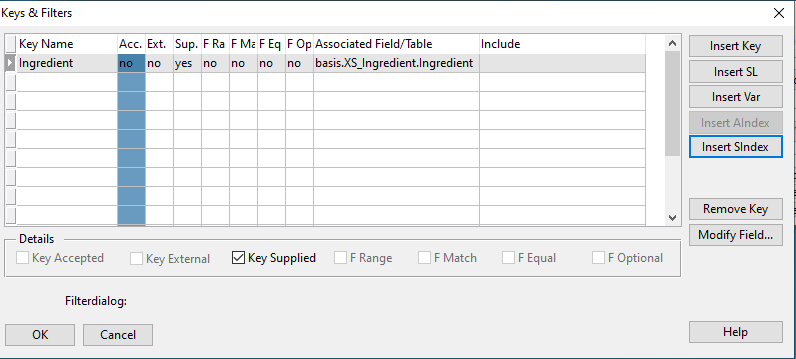 Keys & Filters
Key Name Acc. Ext. Sup. F Ra F Ma F Eq F Op Associated Field/Table Include
Ingredient no no yes no no no no basis.XS_Ingredient.Ingredient
Insert Key
Insert SL
Insert Var
Insert AIndex
Insert SIndex
Remove Key
Modify Field...
Details
Key Accepted Key External Key Supplied F Range F Match F Equal F Optional
Filterdialog:
OK Cancel Help